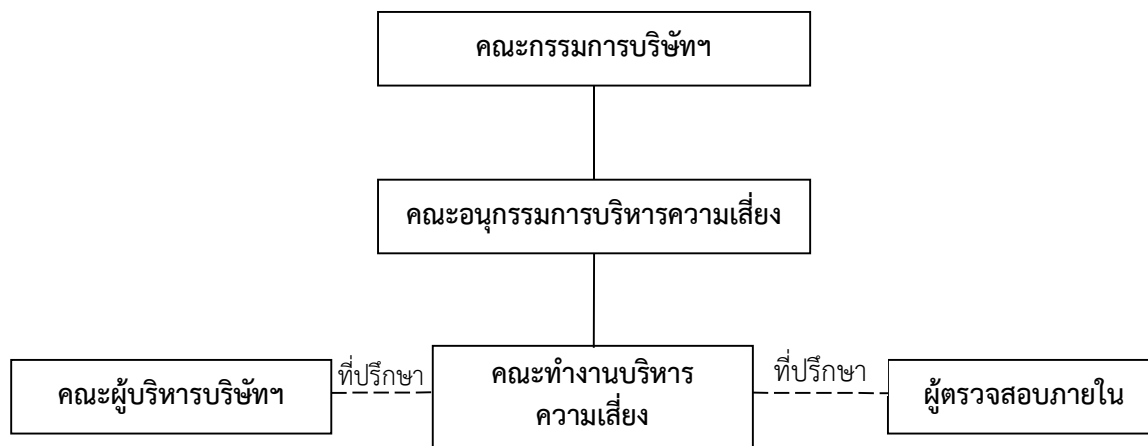 คณะกรรมการบริษัทฯ
คณะอนุกรรมการบริหารความเสี่ยง
คณะผู้บริหารบริษัทฯ
ที่ปรึกษา
คณะทำงานบริหาร
ความเสี่ยง
ที่ปรึกษา
ผู้ตรวจสอบภายใน